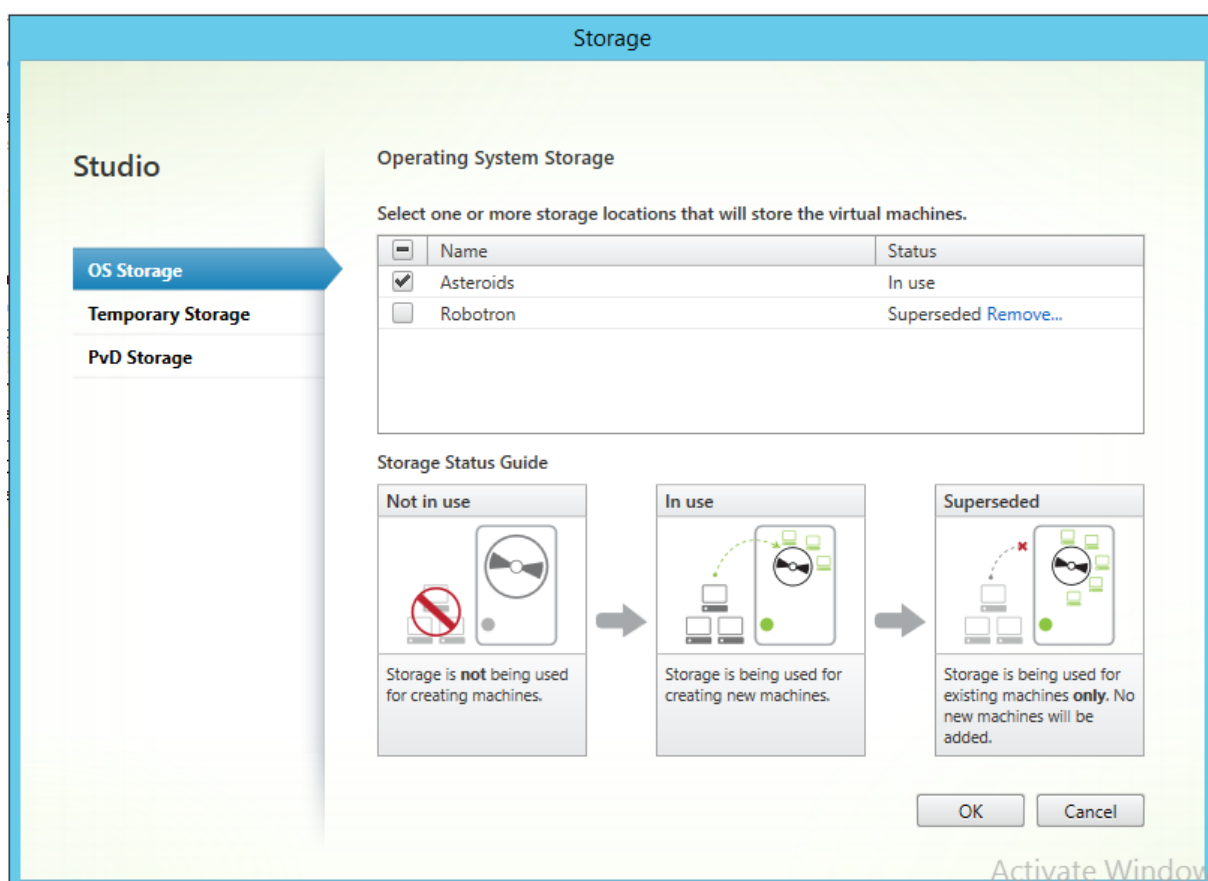 Storage
Studio
OS Storage
Temporary Storage
PvD Storage
Operating System Storage
Select one or more storage locations that will store the virtual machines.
Name Status
Asteroids In use
Robotron Superseded Remove...
Storage Status Guide
Not in use
Storage is not being used
for creating machines.
In use
Storage is being used for
creating new machines.
Superseded
Storage is being used for
existing machines only. No
new machines will be
added.
OK Cancel
Activate Window